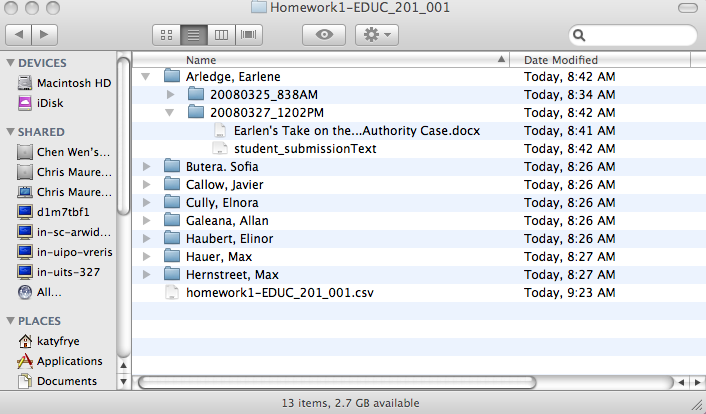 Homework1-EDUC_201_001
Name Date Modified
DEVICES
Macintosh HD
iDisk
SHARED
Chen Wen's...
Chris Maure...
Chris Maure...
d1m7tbf1
in-sc-arwid...
in-uipo-vreris
in-uits-327
All...
PLACES
katyfrye
Applications
Documents
Arledge, Earlene Today, 8:42 AM
20080325_838AM Today, 8:34 AM
20080327_1202PM Today, 8:42 AM
Earlen's Take on the...Authority Case.docx Today, 8:41 AM
student_submissionText Today, 8:42 AM
Butera. Sofia Today, 8:26 AM
Callow, Javier Today, 8:26 AM
Cully, Elnora Today, 8:26 AM
Galeana, Allan Today, 8:26 AM
Haubert, Elinor Today, 8:26 AM
Hauer, Max Today, 8:27 AM
Hernstreet, Max Today, 8:27 AM
homework1-EDUC_201_001.csv Today, 9:23 AM
13 items, 2.7 GB available